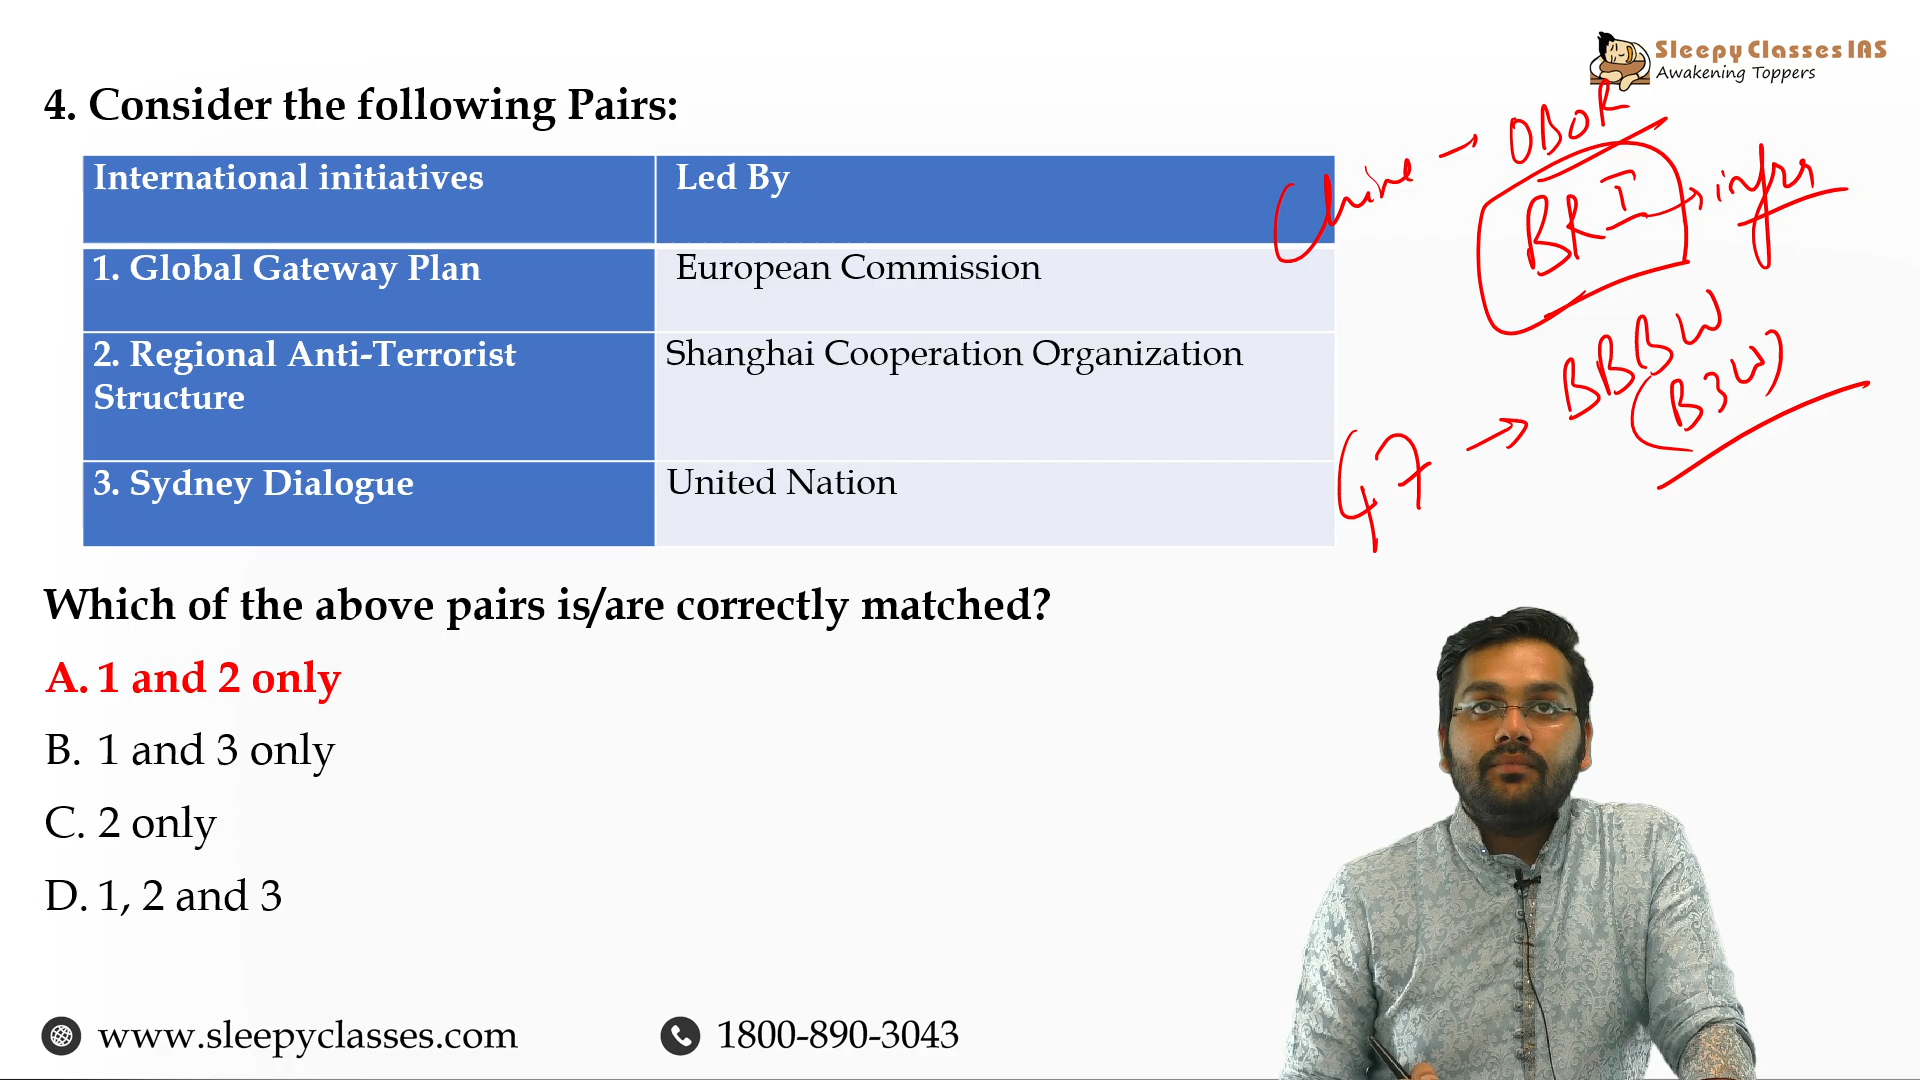 Sleepy Classes IAS
Awakening Toppers
4. Consider the following Pairs:
International initiatives
Led By
1. Global Gateway Plan
European Commission
2. Regional Anti-Terrorist
Structure
Shanghai Cooperation Organization
3. Sydney Dialogue
United Nation
China → OBOR
BRI → infra
G7 → BBBW
(B3W)
Which of the above pairs is/are correctly matched?
A. 1 and 2 only
B. 1 and 3 only
C. 2 only
D. 1, 2 and 3
www.sleepyclasses.com
1800-890-3043